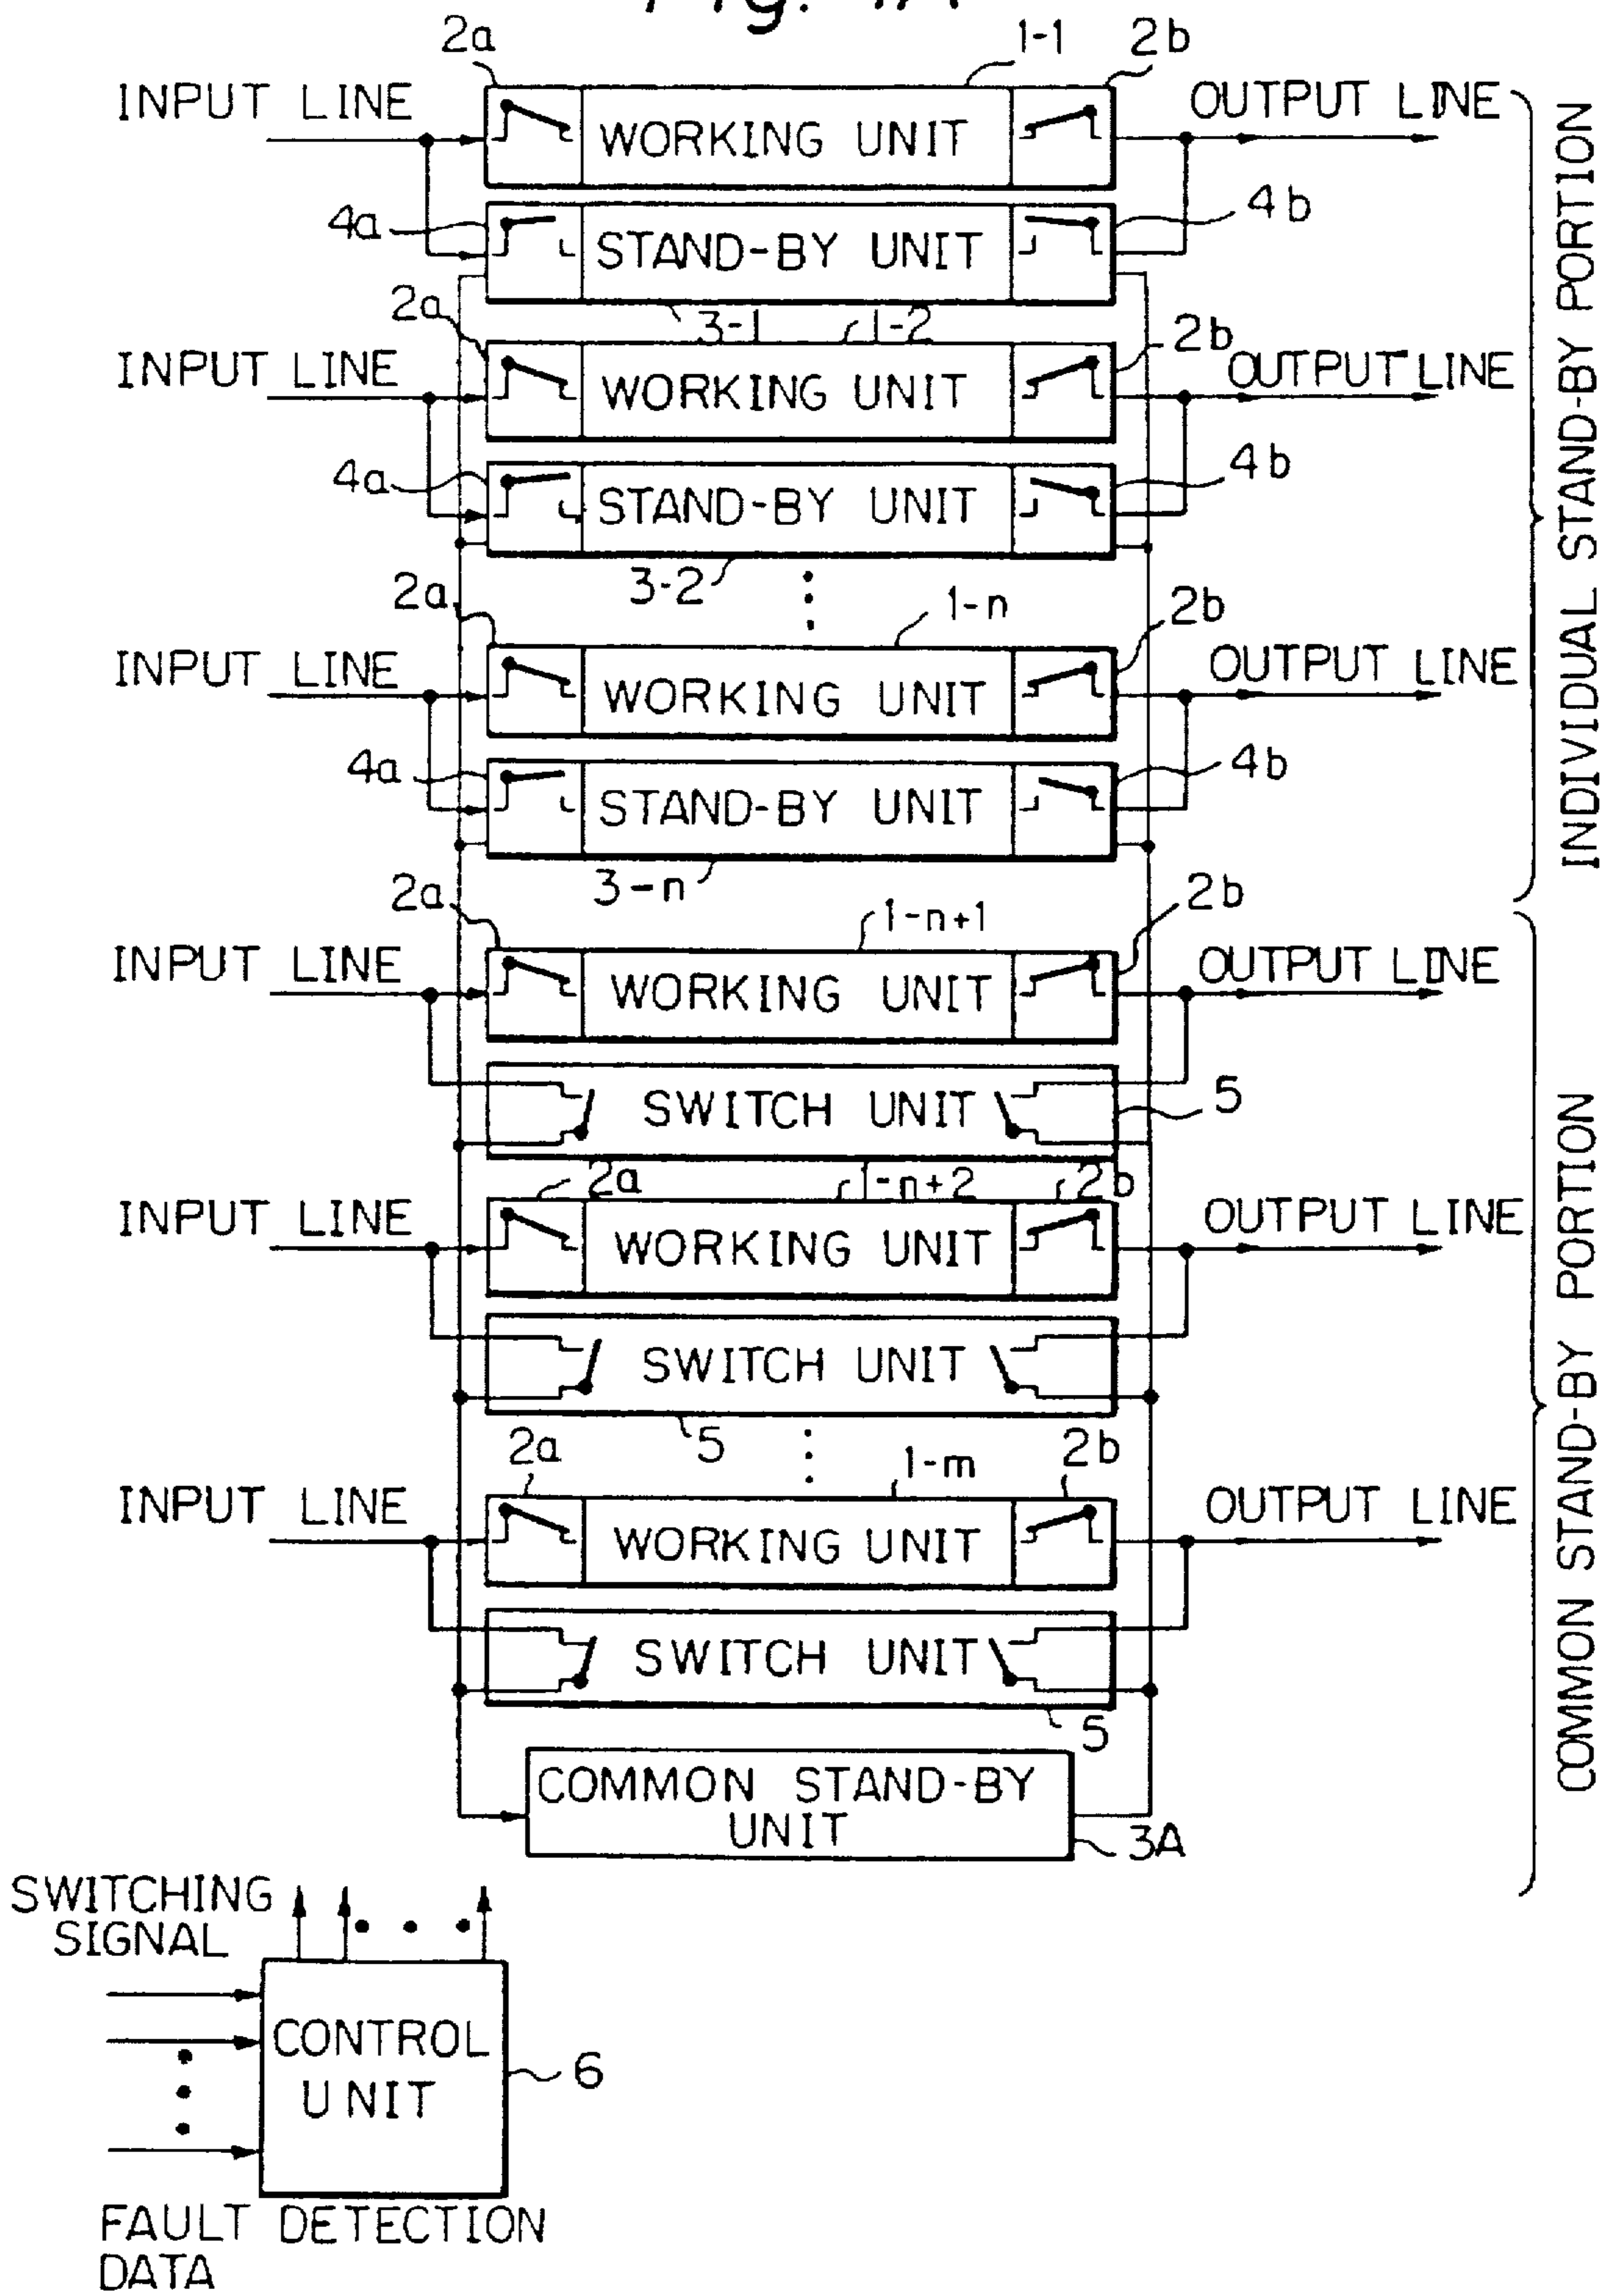 2a 1-1 2b
INPUT LINE WORKING UNIT OUTPUT LINE
4a STAND-BY UNIT 4b
2a 3-1 1-2 2b
INPUT LINE WORKING UNIT OUTPUT LINE
4a STAND-BY UNIT 4b
3-2
2a 1-n 2b
INPUT LINE WORKING UNIT OUTPUT LINE
4a STAND-BY UNIT 4b
3-n
INDIVIDUAL STAND-BY PORTION
2a 1-n+1 2b
INPUT LINE WORKING UNIT OUTPUT LINE
SWITCH UNIT 5
2a 1-n+2 2b
INPUT LINE WORKING UNIT OUTPUT LINE
SWITCH UNIT
5
2a 1-m 2b
INPUT LINE WORKING UNIT OUTPUT LINE
SWITCH UNIT
5
COMMON STAND-BY
UNIT
3A
COMMON STAND-BY PORTION
SWITCHING
SIGNAL
CONTROL
UNIT
6
FAULT DETECTION
DATA